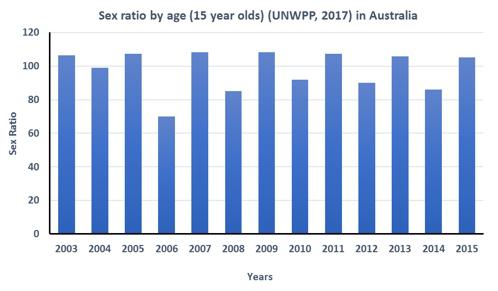 Sex ratio by age (15 year olds) (UNWPP, 2017) in Australia
120
100
80
60
40
20
0
Sex Ratio
2003 2004 2005 2006 2007 2008 2009 2010 2011 2012 2013 2014 2015
Years